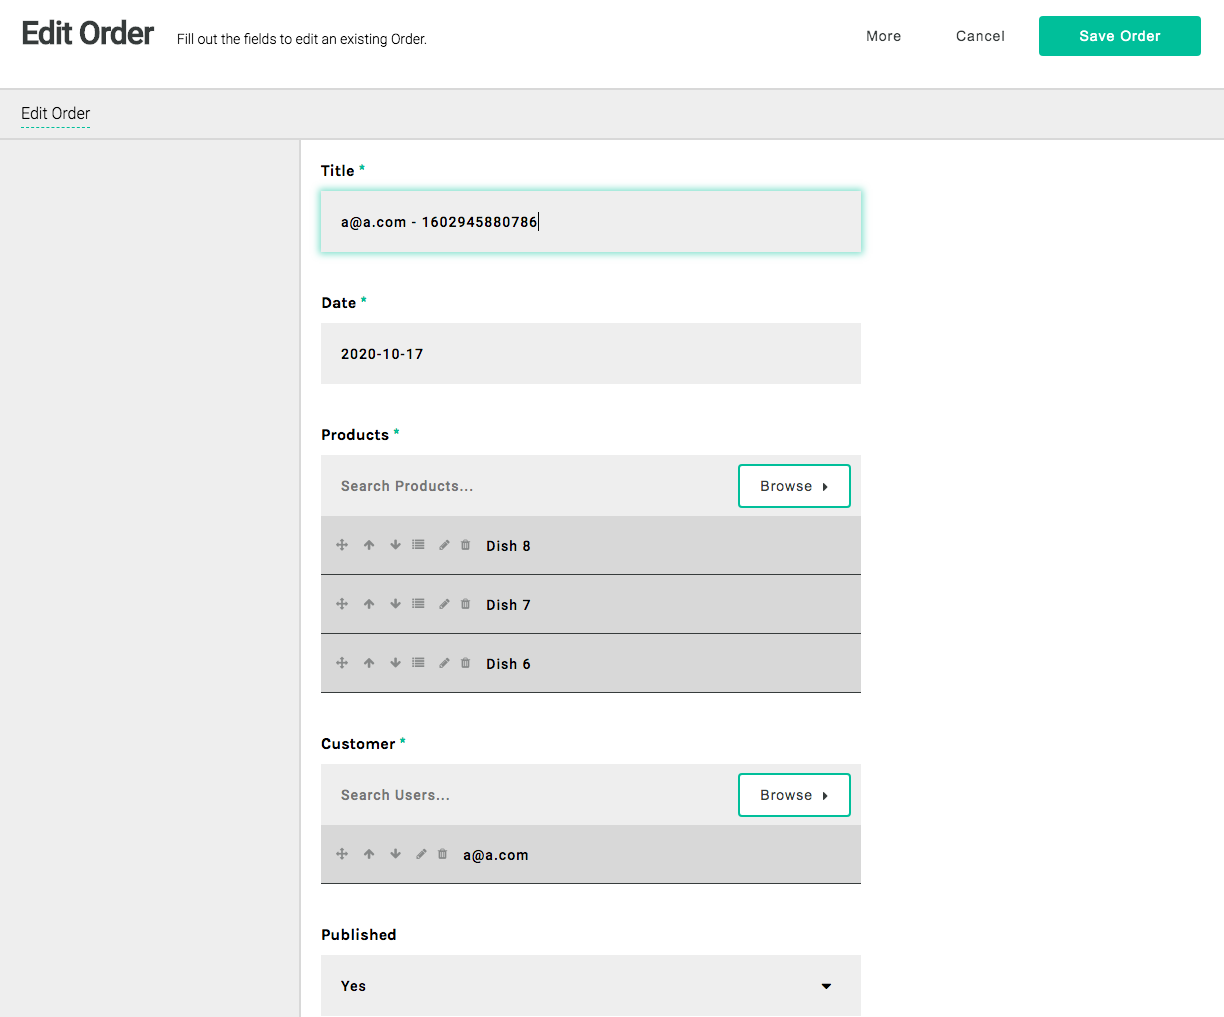 Edit Order
Fill out the fields to edit an existing Order.
More
Cancel
Save Order
Edit Order
Title *
a@a.com - 1602945880786
Date *
2020-10-17
Products *
Search Products...
Browse
Dish 8
Dish 7
Dish 6
Customer *
Search Users...
Browse
a@a.com
Published
Yes